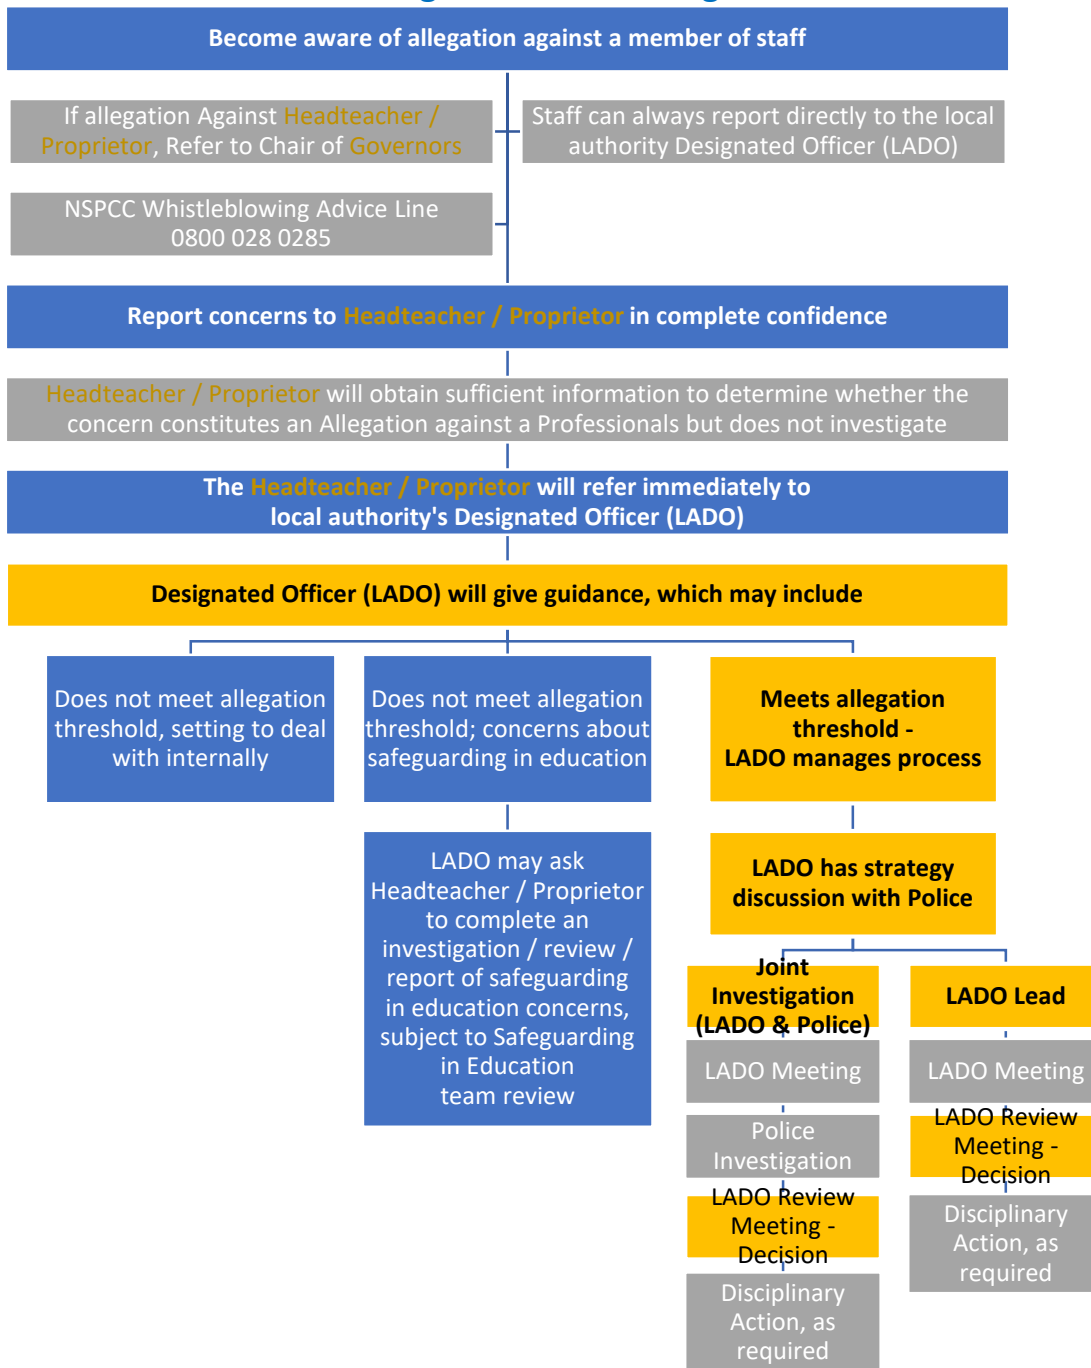 Become aware of allegation against a member of staff
If allegation Against Headteacher /
Proprietor, Refer to Chair of Governors
Staff can always report directly to the local
authority Designated Officer (LADO)
NSPCC Whistleblowing Advice Line
0800 028 0285
Report concerns to Headteacher / Proprietor in complete confidence
Headteacher / Proprietor will obtain sufficient information to determine whether the
concern constitutes an Allegation against a Professionals but does not investigate
The Headteacher / Proprietor will refer immediately to
local authority's Designated Officer (LADO)
Designated Officer (LADO) will give guidance, which may include
Does not meet allegation
threshold, setting to deal
with internally
Does not meet allegation
threshold; concerns about
safeguarding in education
LADO may ask
Headteacher / Proprietor
to complete an
investigation / review /
report of safeguarding
in education concerns,
subject to Safeguarding
in Education
team review
Meets allegation
threshold -
LADO manages process
LADO has strategy
discussion with Police
Joint
Investigation
(LADO & Police)
LADO Meeting
Police
Investigation
LADO Review
Meeting -
Decision
Disciplinary
Action, as
required
LADO Lead
LADO Meeting
LADO Review
Meeting -
Decision
Disciplinary
Action, as
required